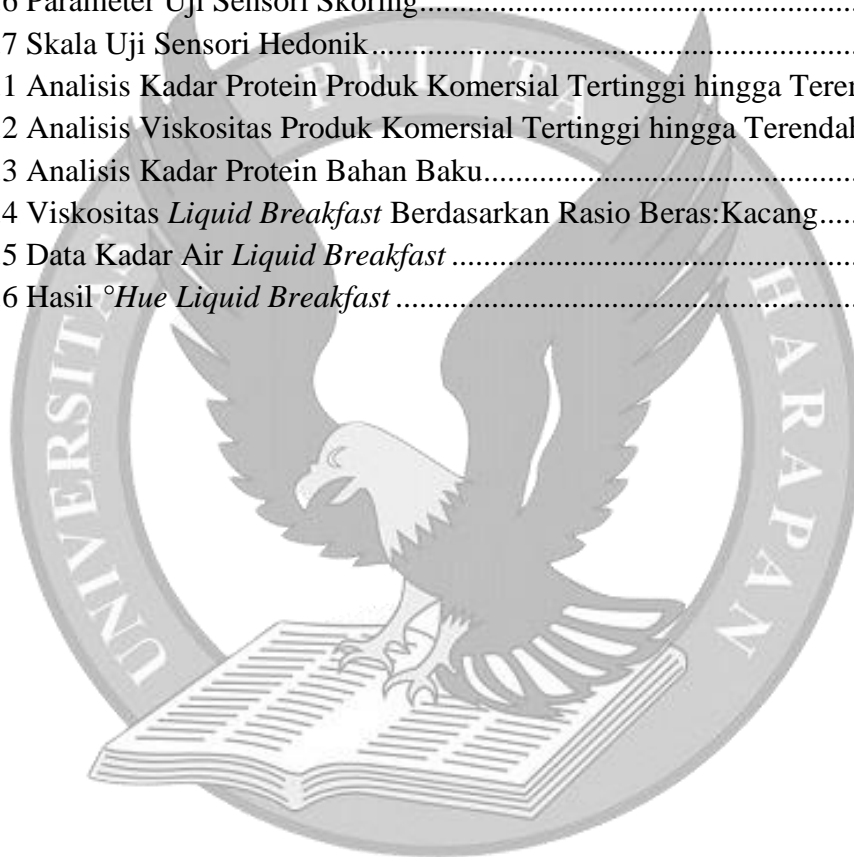 6 Parameter Uji Sensori Skoring........................................................
7 Skala Uji Sensori Hedonik..............................................................
1 Analisis Kadar Protein Produk Komersial Tertinggi hingga
2 Analisis Viskositas Produk Komersial Tertinggi hingga
3 Analisis Kadar Protein Bahan Baku................................................
4 Viskositas Liquid Breakfast Berdasarkan Rasio Beras:Kacang.....
5 Data Kadar Air Liquid Breakfast ....................................................
6 Hasil °Hue Liquid Breakfast ...........................................................
UNIVERSITAS PELITA HARAPAN